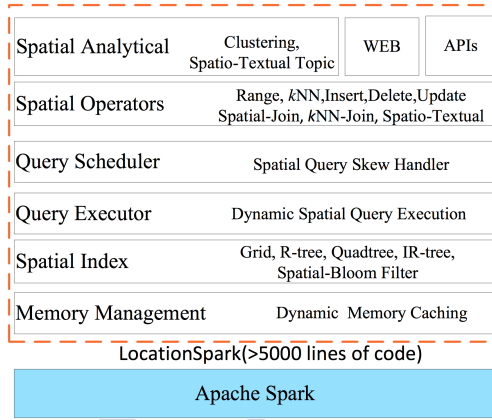 Spatial Analytical
Clustering,
Spatio-Textual Topic
WEB
APIs
Spatial Operators
Range, kNN,Insert,Delete,Update
Spatial-Join, kNN-Join, Spatio-Textual
Query Scheduler
Spatial Query Skew Handler
Query Executor
Dynamic Spatial Query Execution
Spatial Index
Grid, R-tree, Quadtree, IR-tree,
Spatial-Bloom Filter
Memory Management
Dynamic Memory Caching
LocationSpark(>5000 lines of code)
Apache Spark